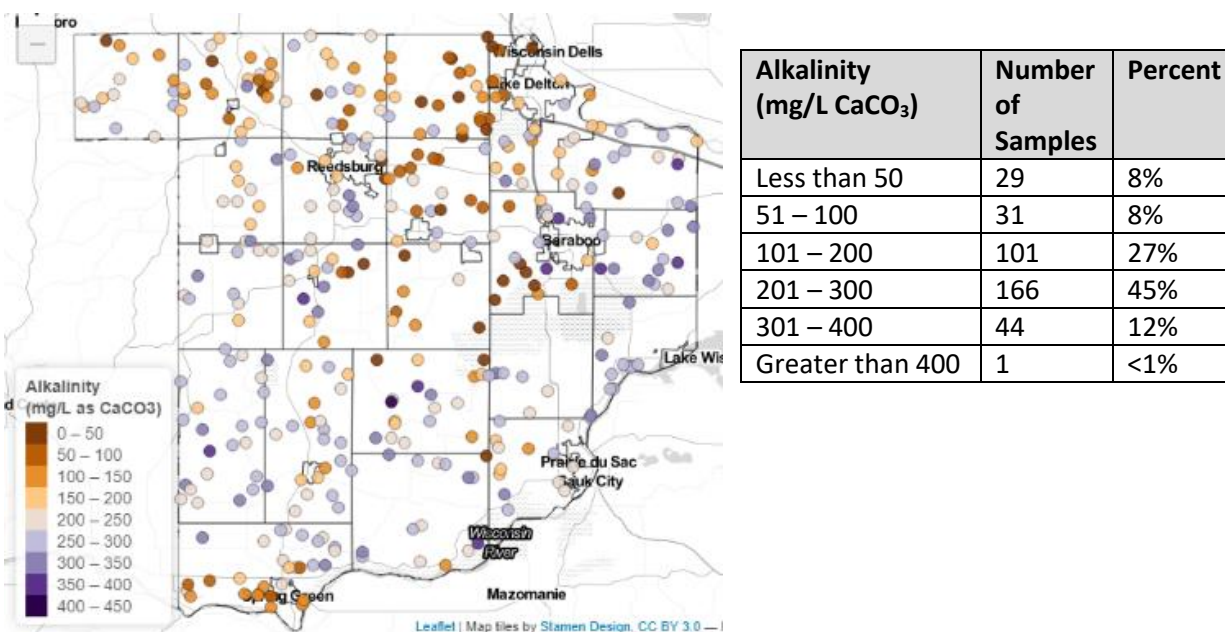 oro
Wisconsin Dells
Lake Delton
Reedsburg
Baraboo
Lake Wis
Alkalinity
(mg/L as CaCO3)
0 – 50
50 – 100
100 – 150
150 – 200
200 – 250
250 – 300
300 – 350
350 – 400
400 – 450
Prairie du Sac
Sauk City
Wisconsin
River
Spring Green
Mazomanie
Leaflet | Map tiles by Stamen Design, CC BY 3.0 —
Alkalinity (mg/L CaCO₃) Number of Samples Percent
Less than 50 29 8%
51 – 100 31 8%
101 – 200 101 27%
201 – 300 166 45%
301 – 400 44 12%
Greater than 400 1 <1%